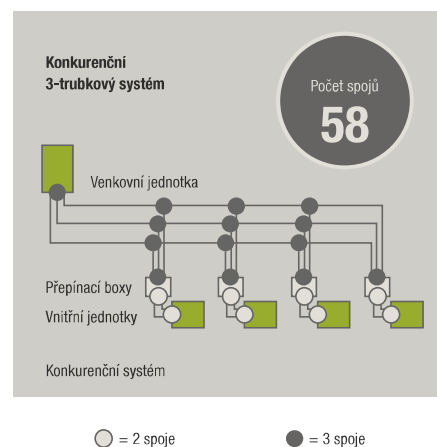 Konkurenční
3-trubkový systém
Počet spojů
58
Venkovní jednotka
Přepínací boxy
Vnitřní jednotky
Konkurenční systém
= 2 spoje
= 3 spoje